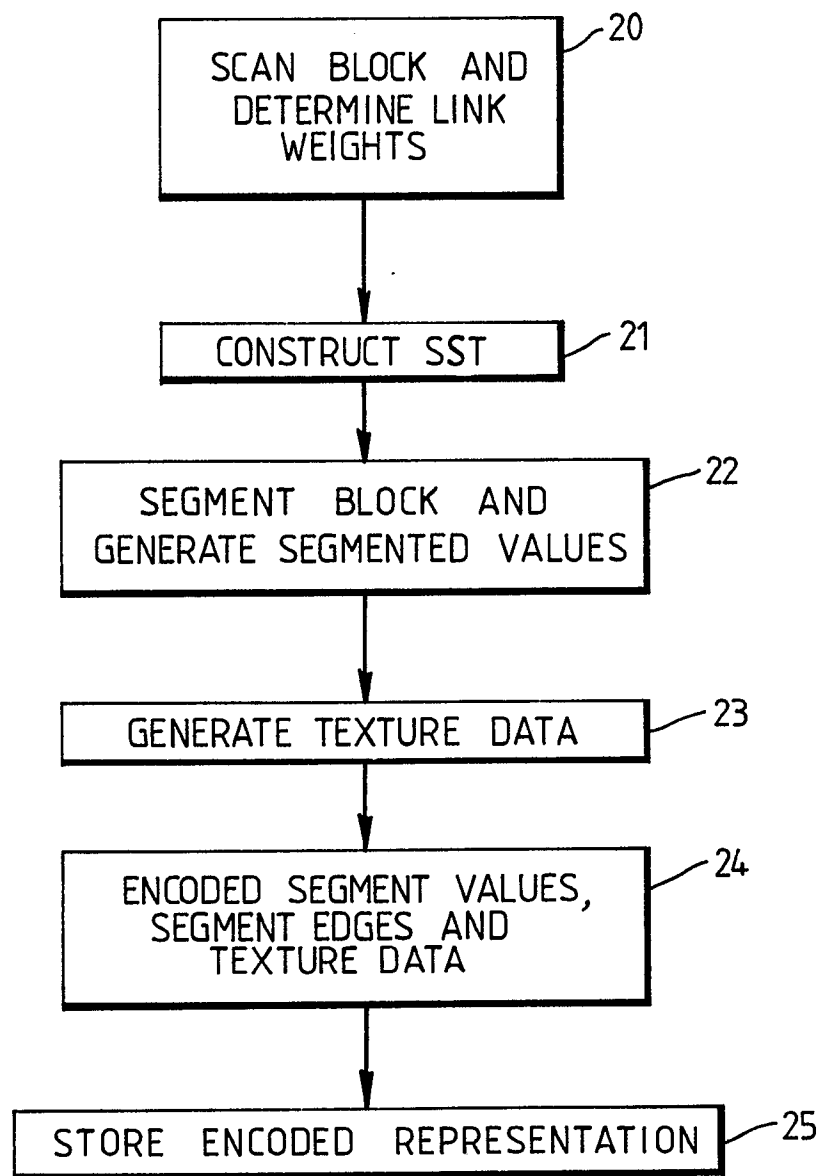 20
SCAN BLOCK AND
DETERMINE LINK
WEIGHTS
21
CONSTRUCT SST
22
SEGMENT BLOCK AND
GENERATE SEGMENTED VALUES
23
GENERATE TEXTURE DATA
24
ENCODED SEGMENT VALUES,
SEGMENT EDGES AND
TEXTURE DATA
25
STORE ENCODED REPRESENTATION